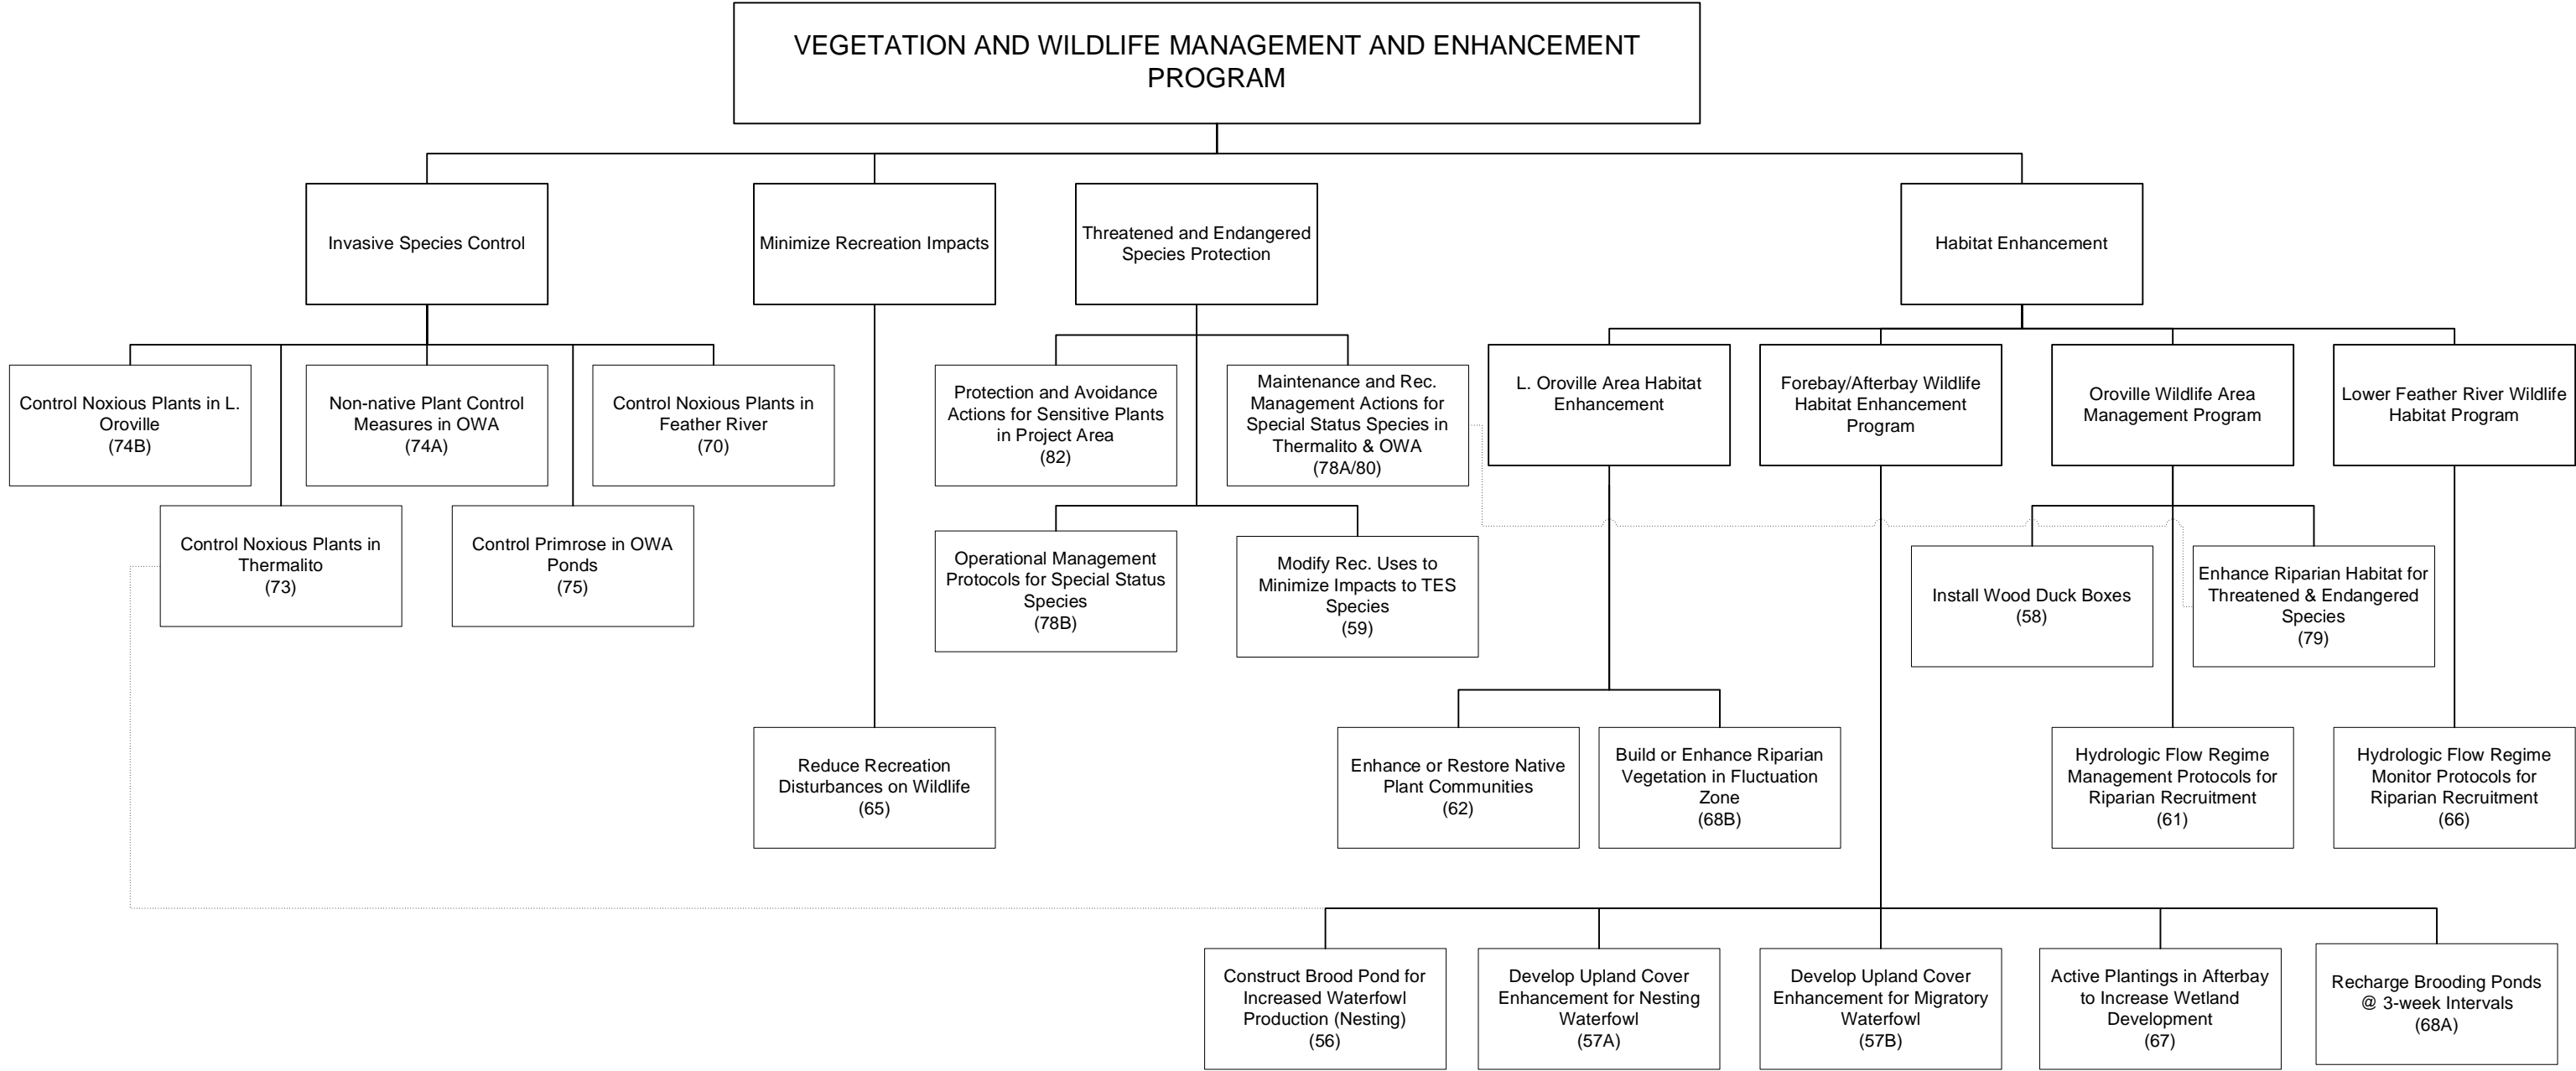 VEGETATION AND WILDLIFE MANAGEMENT AND ENHANCEMENT
PROGRAM
Invasive Species Control
Minimize Recreation Impacts
Threatened and Endangered
Species Protection
Habitat Enhancement
Control Noxious Plants in L.
Oroville
(74B)
Non-native Plant Control
Measures in OWA
(74A)
Control Noxious Plants in
Feather River
(70)
Protection and Avoidance
Actions for Sensitive Plants
in Project Area
(82)
Maintenance and Rec.
Management Actions for
Special Status Species in
Thermalito & OWA
(78A/80)
L. Oroville Area Habitat
Enhancement
Forebay/Afterbay Wildlife
Habitat Enhancement
Program
Oroville Wildlife Area
Management Program
Lower Feather River Wildlife
Habitat Program
Control Noxious Plants in
Thermalito
(73)
Control Primrose in OWA
Ponds
(75)
Operational Management
Protocols for Special Status
Species
(78B)
Modify Rec. Uses to
Minimize Impacts to TES
Species
(59)
Install Wood Duck Boxes
(58)
Enhance Riparian Habitat for
Threatened & Endangered
Species
(79)
Reduce Recreation
Disturbances on Wildlife
(65)
Enhance or Restore Native
Plant Communities
(62)
Build or Enhance Riparian
Vegetation in Fluctuation
Zone
(68B)
Hydrologic Flow Regime
Management Protocols for
Riparian Recruitment
(61)
Hydrologic Flow Regime
Monitor Protocols for
Riparian Recruitment
(66)
Construct Brood Pond for
Increased Waterfowl
Production (Nesting)
(56)
Develop Upland Cover
Enhancement for Nesting
Waterfowl
(57A)
Develop Upland Cover
Enhancement for Migratory
Waterfowl
(57B)
Active Plantings in Afterbay
to Increase Wetland
Development
(67)
Recharge Brooding Ponds
@ 3-week Intervals
(68A)